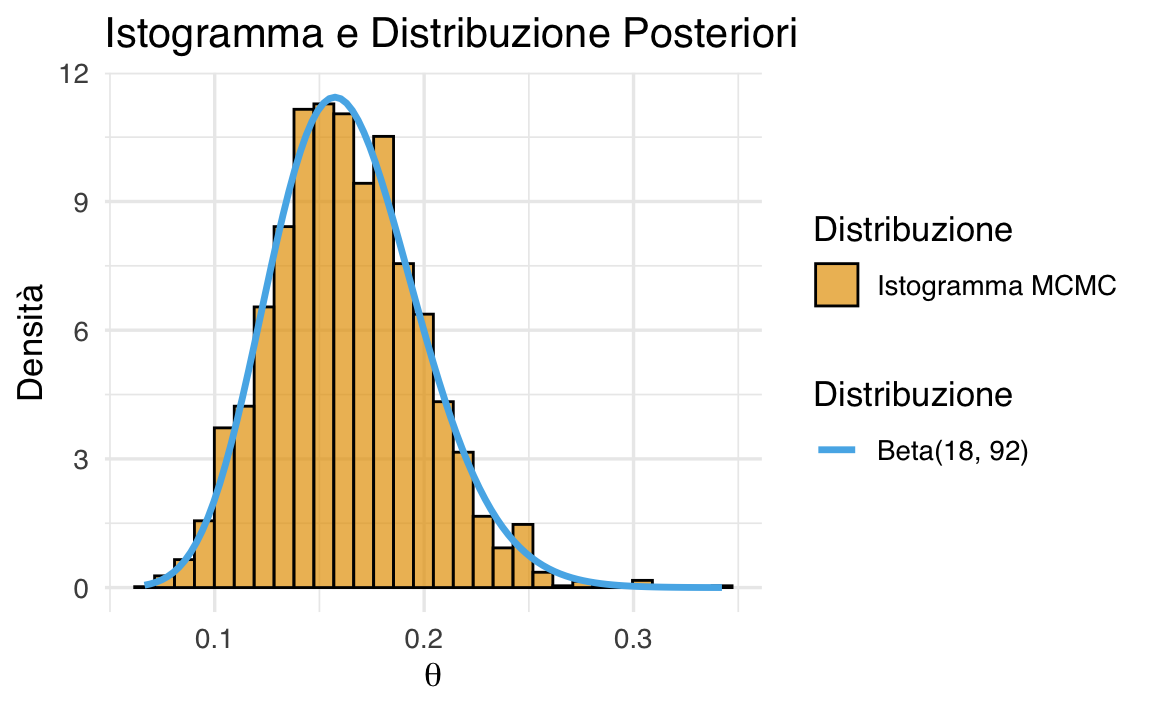 Istogramma e Distribuzione Posteriori
12
9
6
3
0
Densità
0.1 0.2 0.3
θ
Distribuzione
Istogramma MCMC
Distribuzione
Beta(18, 92)